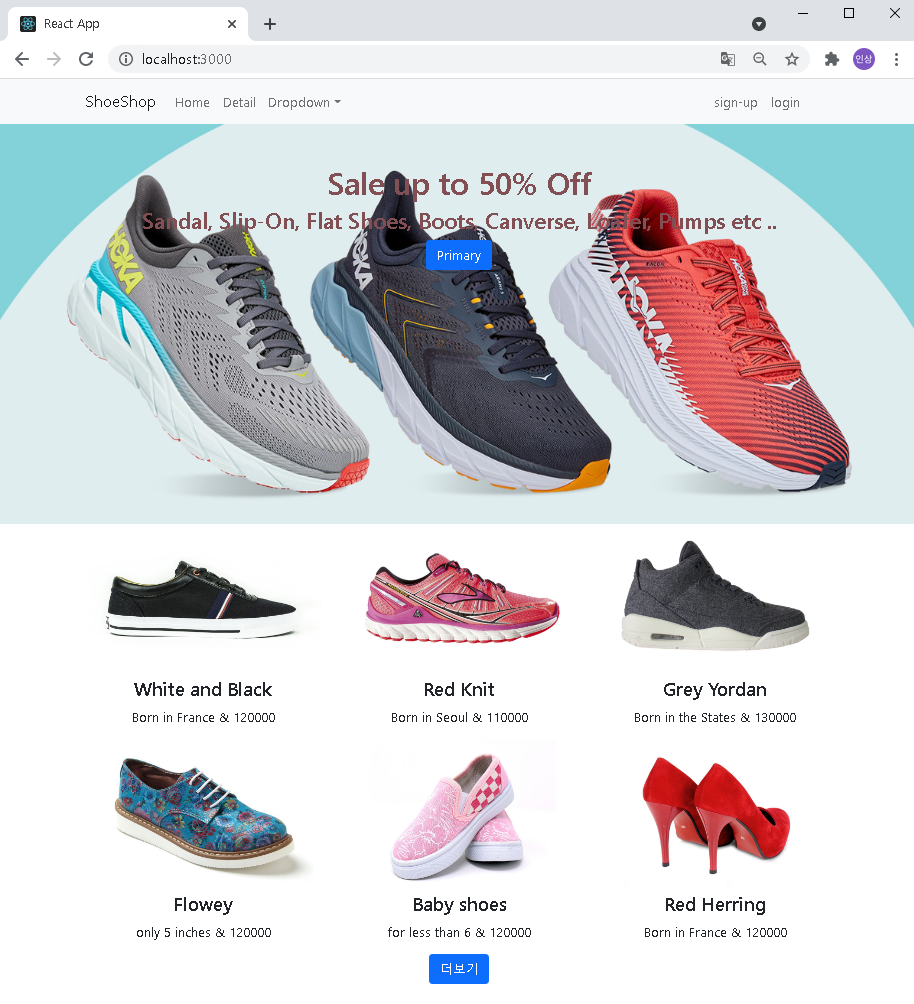 React App
localhost:3000
인상
ShoeShop Home Detail Dropdown sign-up login
Sale up to 50% Off
Sandal, Slip-On, Flat Shoes, Boots, Canverse, Loafer, Pumps etc ..
Primary
HOKA
HOKA
HOKA
White and Black Red Knit Grey Yordan
Born in France & 120000 Born in Seoul & 110000 Born in the States & 130000
Flowey Baby shoes Red Herring
only 5 inches & 120000 for less than 6 & 120000 Born in France & 120000
더보기